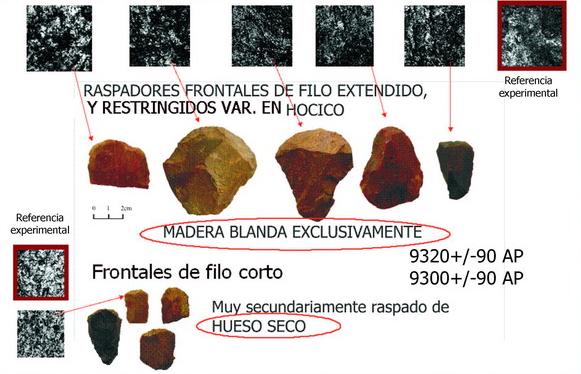 Referencia
experimental
RASPADORES FRONTALES DE FILO EXTENDIDO,
Y RESTRINGIDOS VAR. EN HOCICO
0 1 2cm
MADERA BLANDA EXCLUSIVAMENTE
Referencia
experimental
9320+/-90 AP
9300+/-90 AP
Frontales de filo corto
Muy secundariamente raspado de
HUESO SECO